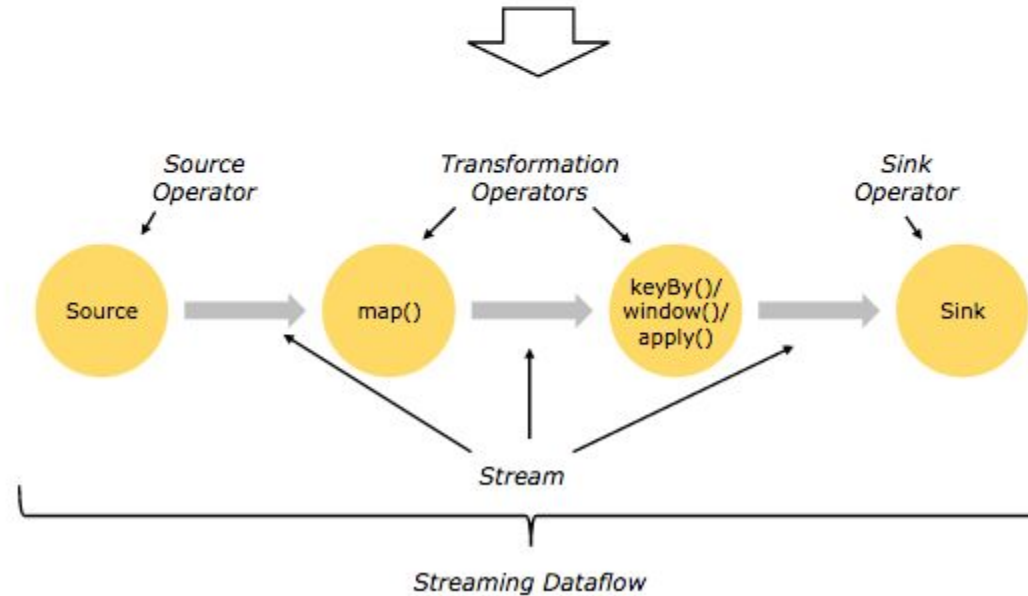 Source
Operator
Transformation
Operators
Sink
Operator
Source
map()
keyBy()/
window()/
apply()
Sink
Stream
Streaming Dataflow